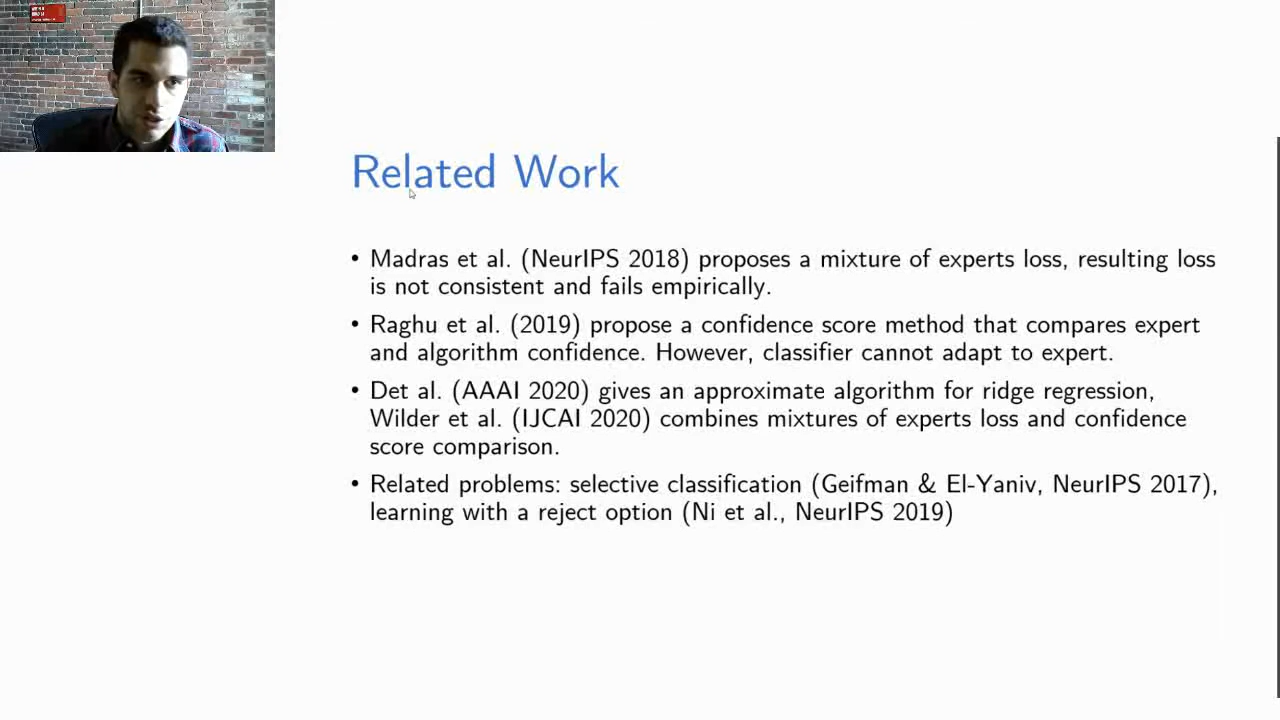 Related Work
• Madras et al. (NeurIPS 2018) proposes a mixture of experts loss, resulting loss
is not consistent and fails empirically.
• Raghu et al. (2019) propose a confidence score method that compares expert
and algorithm confidence. However, classifier cannot adapt to expert.
• Det al. (AAAI 2020) gives an approximate algorithm for ridge regression,
Wilder et al. (IJCAI 2020) combines mixtures of experts loss and confidence
score comparison.
• Related problems: selective classification (Geifman & El-Yaniv, NeurIPS 2017),
learning with a reject option (Ni et al., NeurIPS 2019)